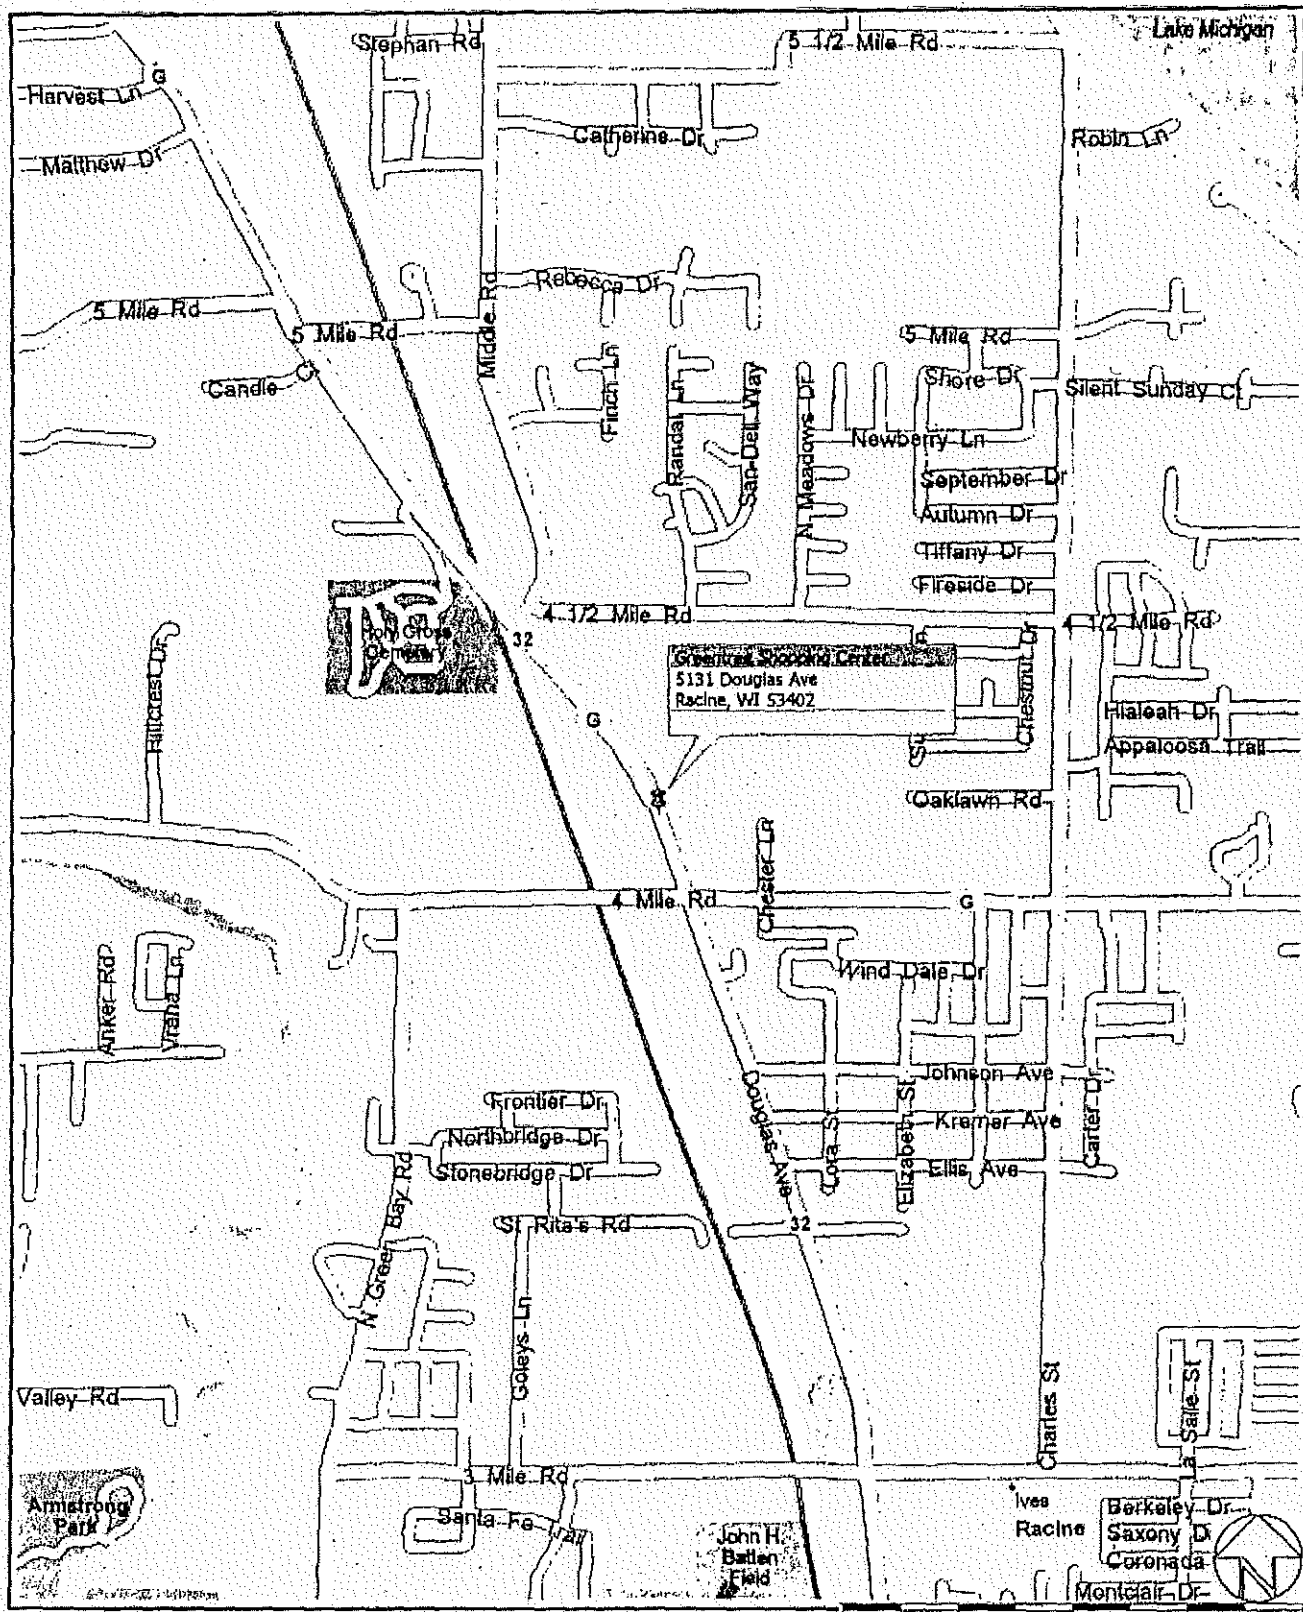 Lake Michigan
Stephan Rd
5 1/2 Mile Rd
G
Harvest Ln
Catherine Dr
Robin Ln
Matthew Dr
Rebecca Dr
5 Mile Rd
Middle Rd
5 Mile Rd
5 Mile Rd
Candle
Finch Ln
Randal Ln
San-Dell Way
N Meadows Dr
Shore Dr
Silent Sunday Ct
Newberry Ln
September Dr
Autumn Dr
Tiffany Dr
Fireside Dr
4 1/2 Mile Rd
4 1/2 Mile Rd
Holy Cross
Cemetery
32
Greentree Shopping Center
5131 Douglas Ave
Racine, WI 53402
Hillcrest Dr
Chestnut Dr
Hialeah Dr
G
Appaloosa Trail
Oaklawn Rd
Chester Ln
4 Mile Rd
G
Wind Dale Dr
Anker Rd
Vrana Ln
Johnson Ave
Douglas Ave
Frontier Dr
Lora St
Elizabeth St
Kremer Ave
Carter Dr
Northbridge Dr
Ellis Ave
Stonebridge Dr
N Green Bay Rd
St Rita's Rd
32
Goleys Ln
Valley Rd
Charles St
La Salle St
3 Mile Rd
Armstrong
Park
Santa Fe Trai
Ives
Racine
Berkeley Dr
Saxony D
Coronada
John H.
Batten
Field
Montclair Dr
N